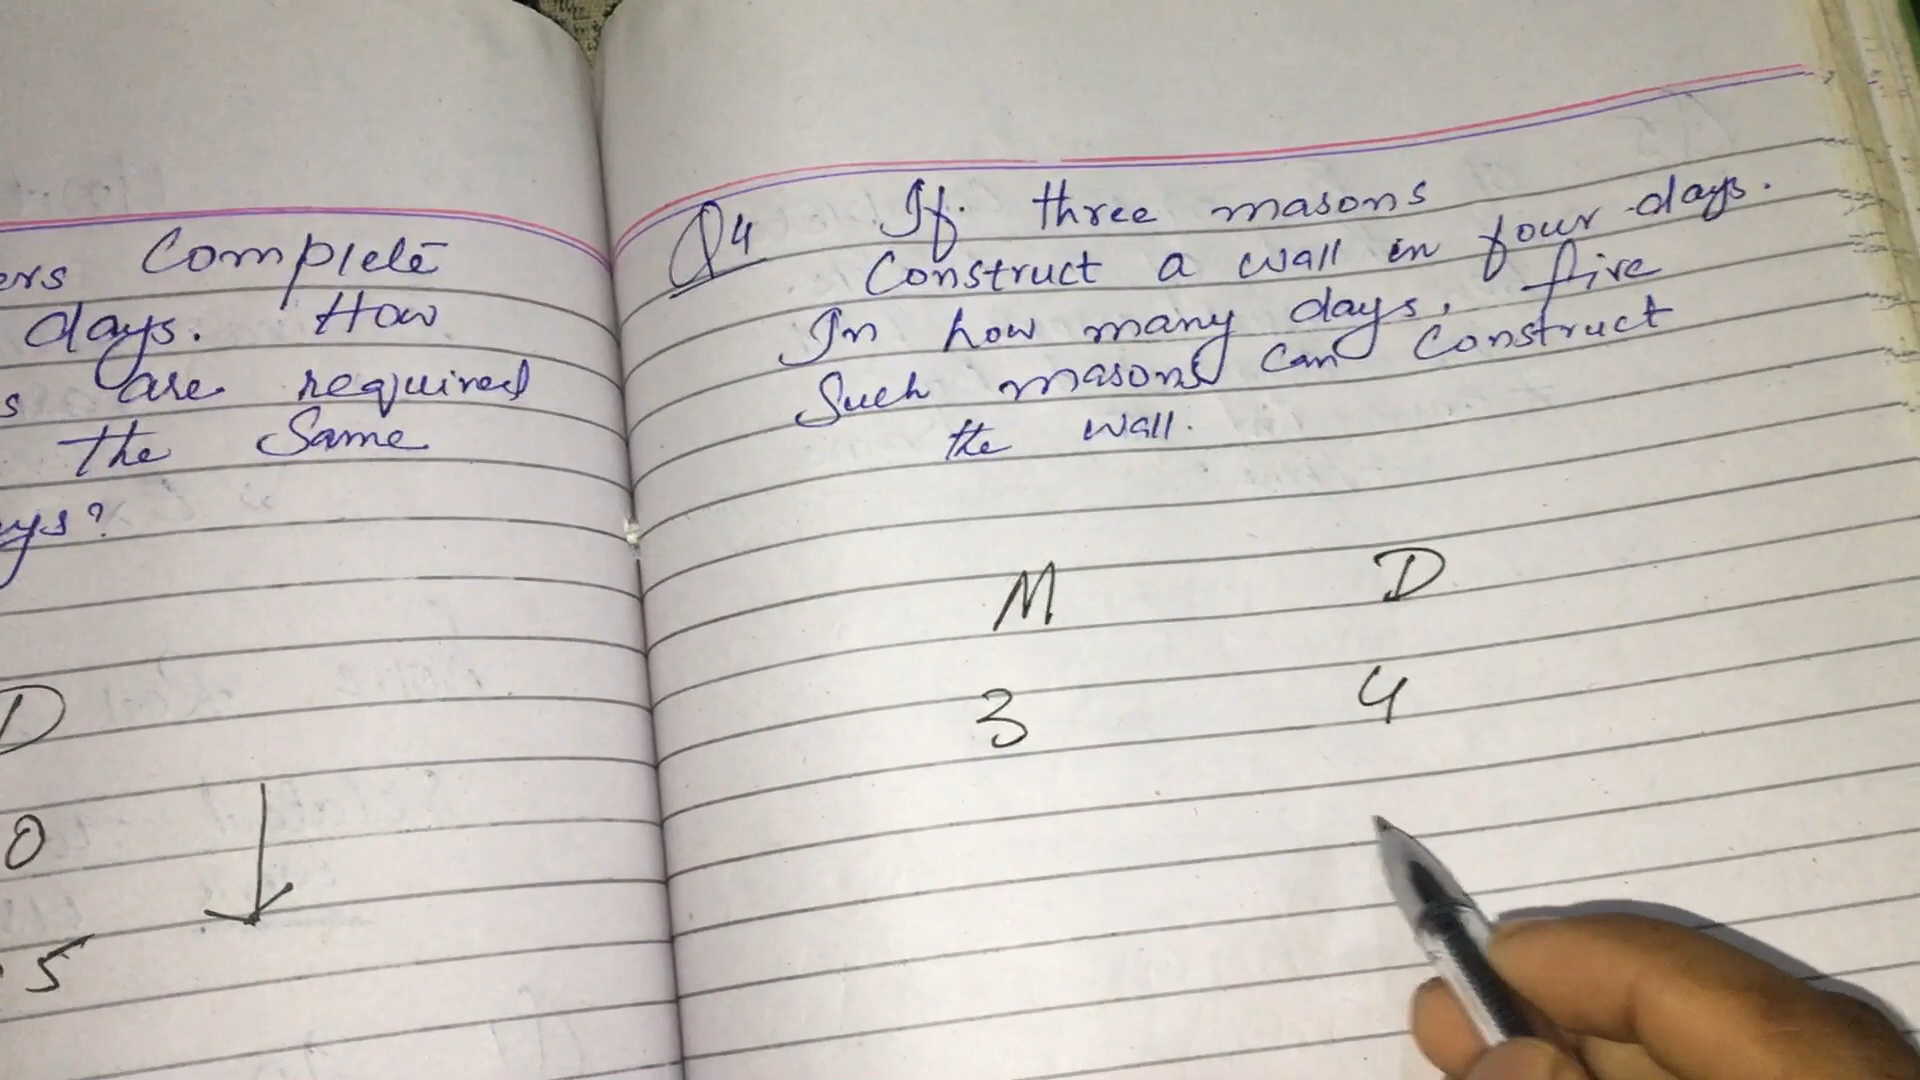 ers Complete
days. How
s are required
the Same
ys?
D
0
5
Q4 If three masons
Construct a wall in four days.
In how many days, five
Such masons can construct
the wall.
M D
3 4